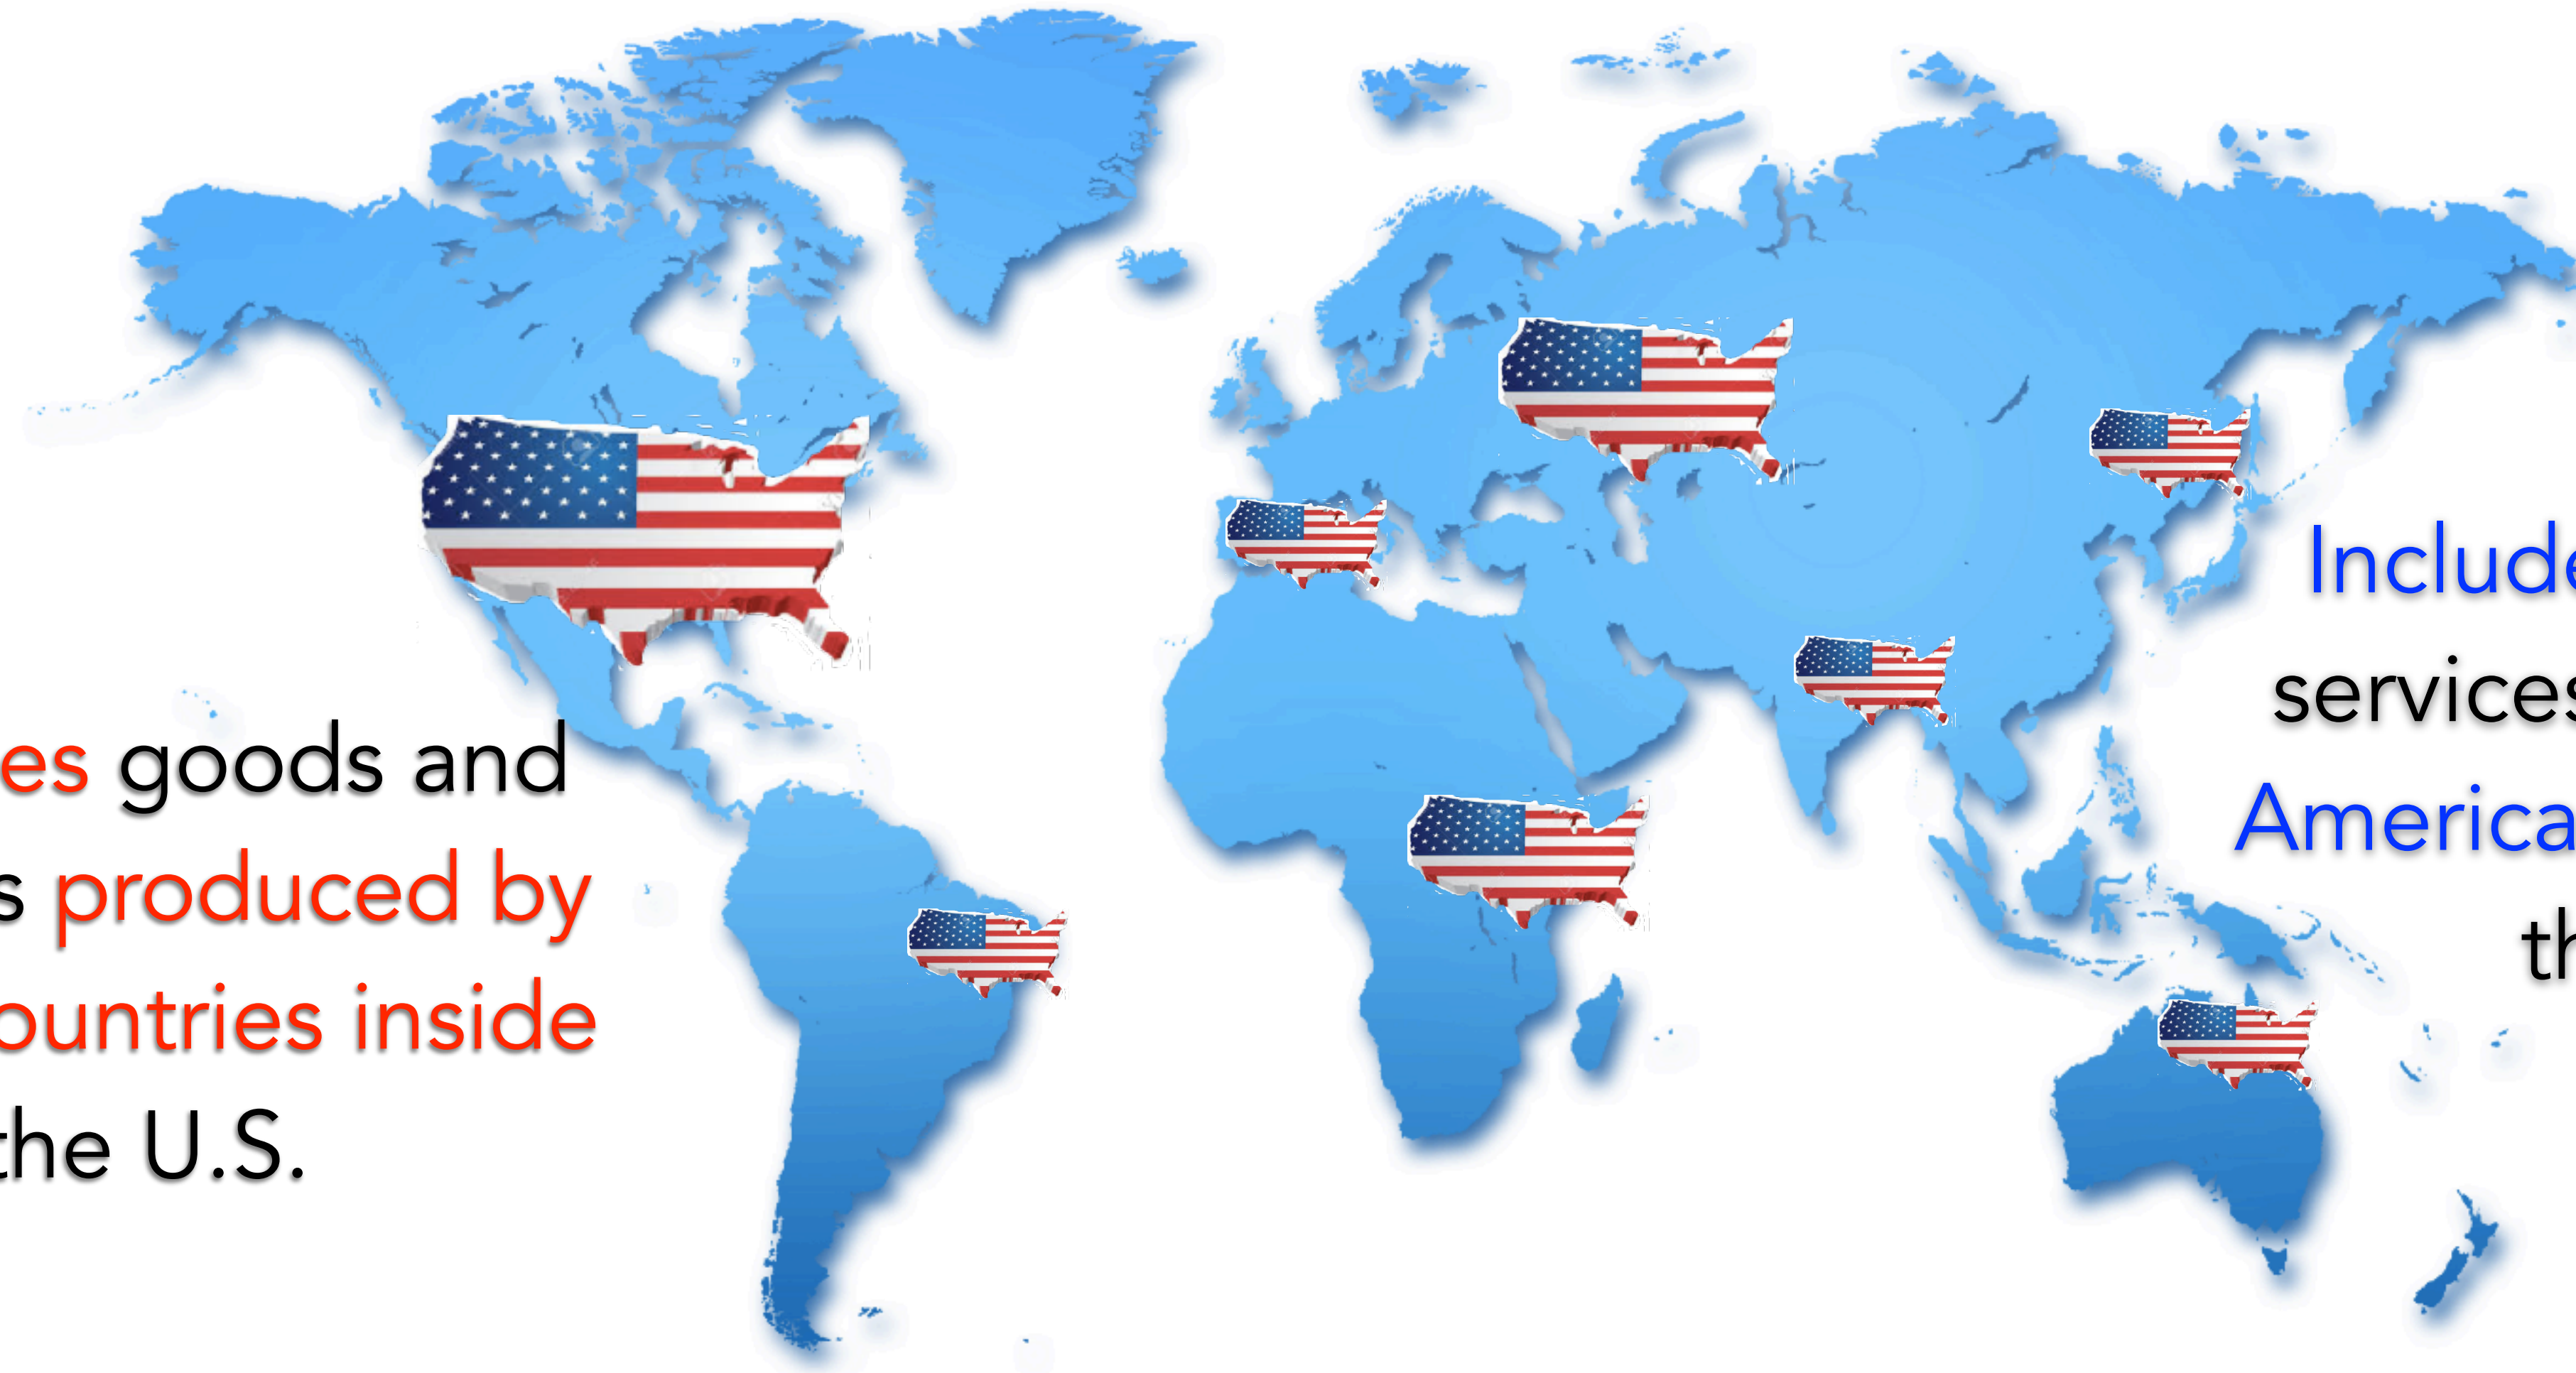 es goods and
s produced by
ountries inside
the U.S.
Include
services
America
th